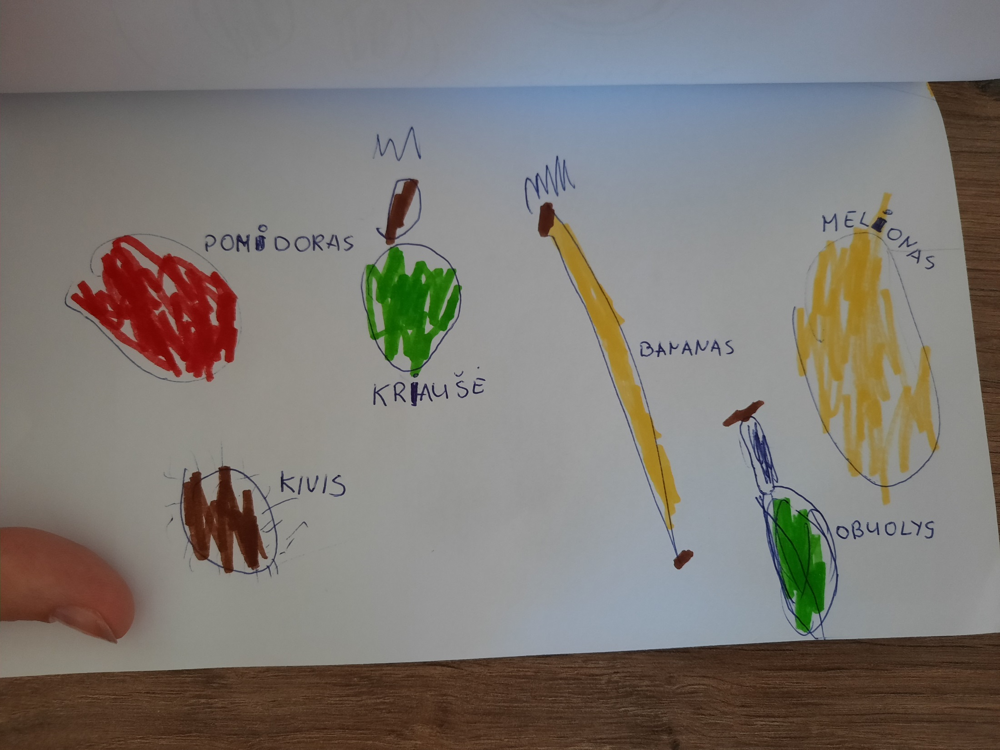 POMiDORAS
KRiAUŠĖ
BANANAS
MELiONAS
KIVIS
OBUOLYS